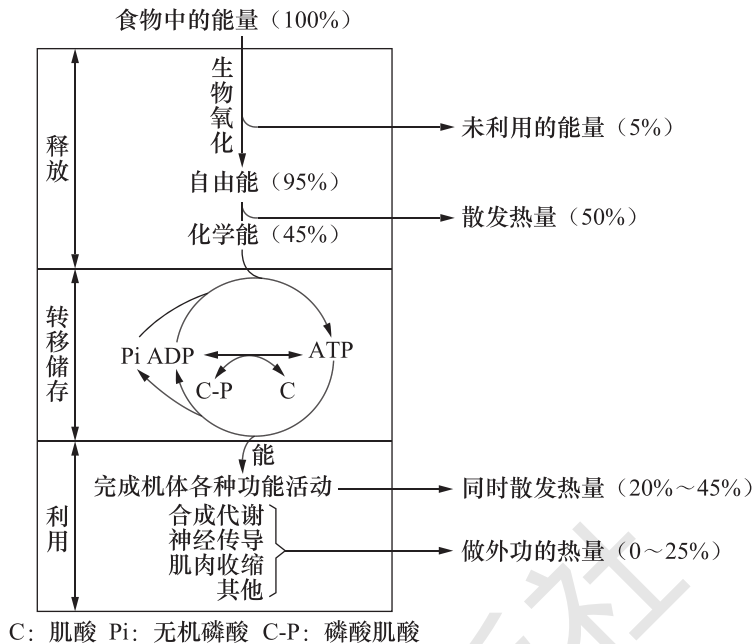 食物中的能量（100%）
生物氧化
未利用的能量（5%）
释放
自由能（95%）
散发热量（50%）
化学能（45%）
转移储存
Pi ADP
ATP
C-P
C
能
利用
完成机体各种功能活动
同时散发热量（20%～45%）
合成代谢
神经传导
肌肉收缩
其他
做外功的热量（0～25%）
C：肌酸 Pi：无机磷酸 C-P：磷酸肌酸
社